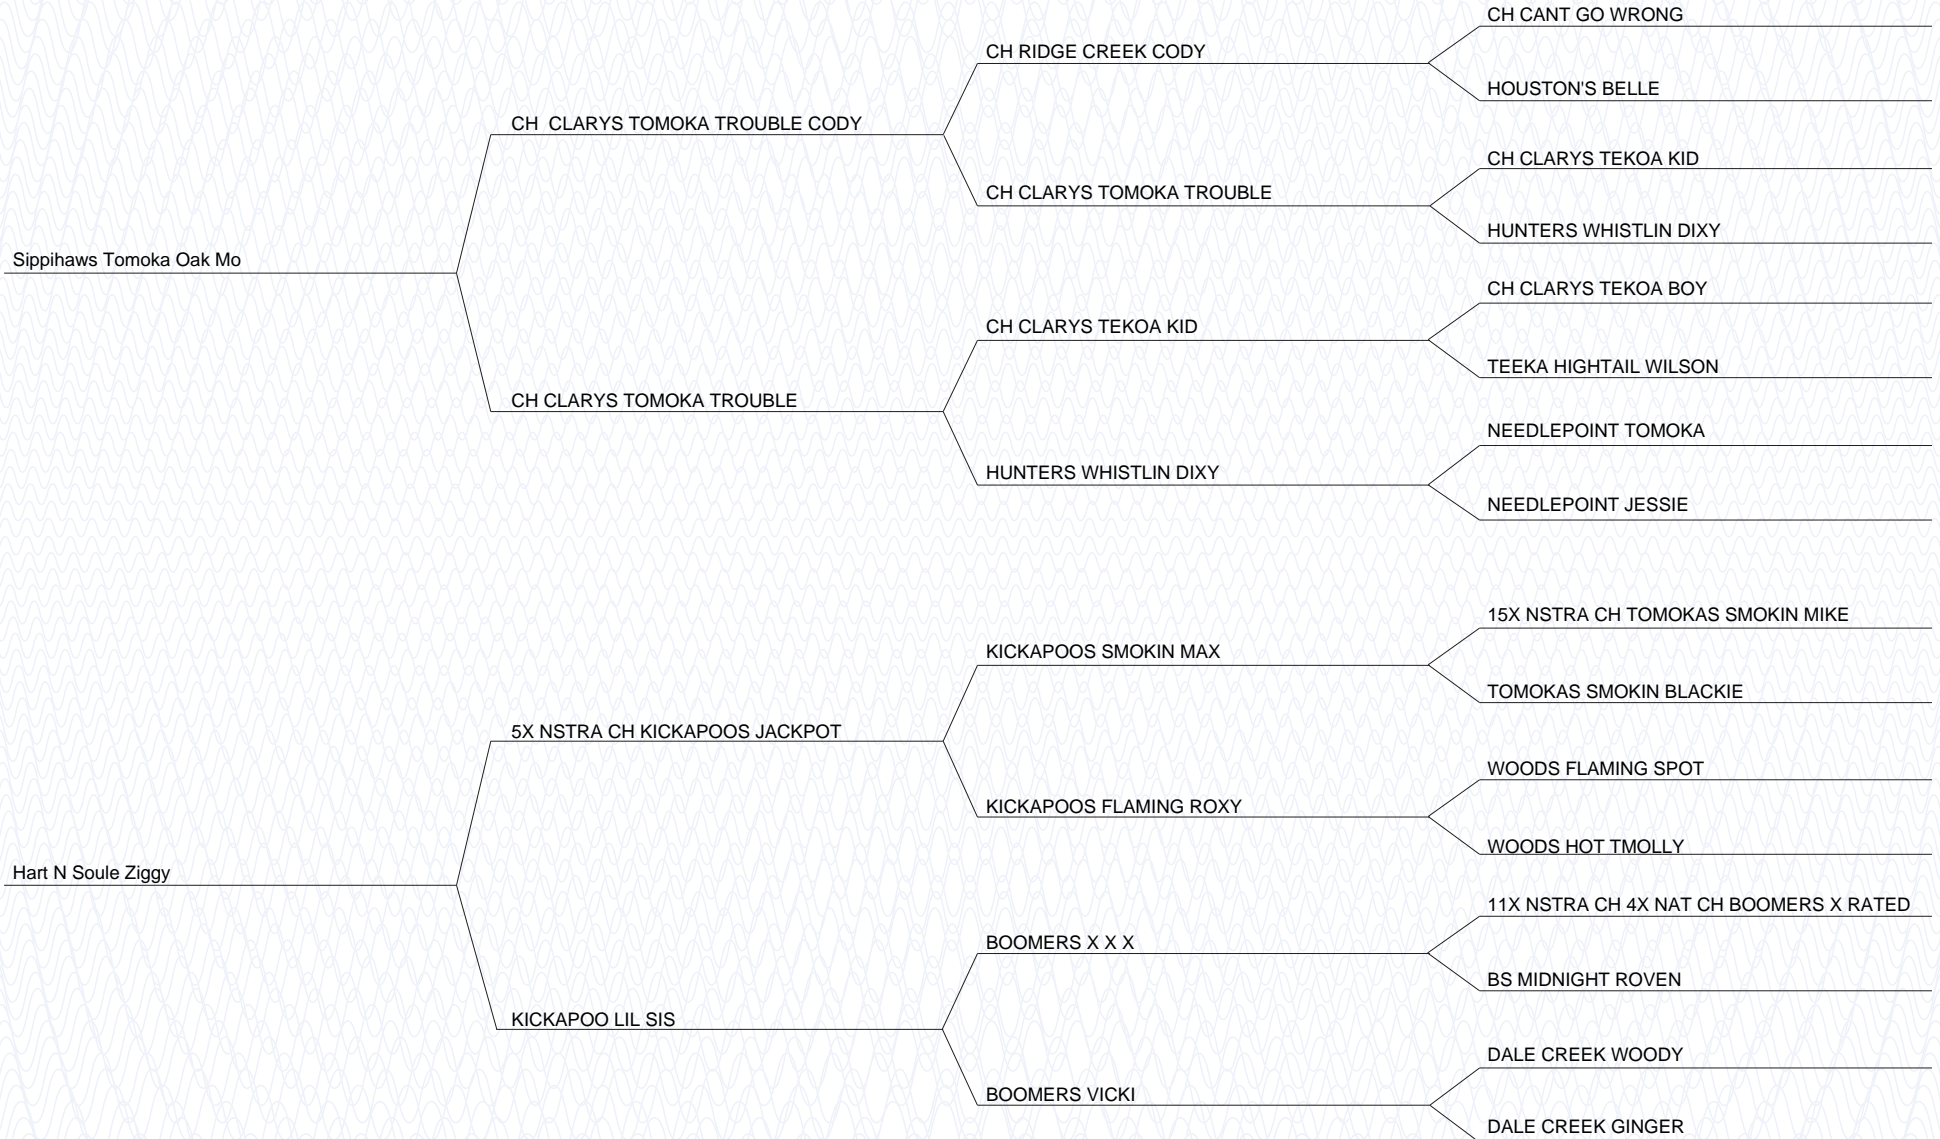 CH CANT GO WRONG
CH RIDGE CREEK CODY
HOUSTON'S BELLE
CH  CLARYS TOMOKA TROUBLE CODY
CH CLARYS TEKOA KID
CH CLARYS TOMOKA TROUBLE
HUNTERS WHISTLIN DIXY
Sippihaws Tomoka Oak Mo
CH CLARYS TEKOA BOY
CH CLARYS TEKOA KID
TEEKA HIGHTAIL WILSON
CH CLARYS TOMOKA TROUBLE
NEEDLEPOINT TOMOKA
HUNTERS WHISTLIN DIXY
NEEDLEPOINT JESSIE
15X NSTRA CH TOMOKAS SMOKIN MIKE
KICKAPOOS SMOKIN MAX
TOMOKAS SMOKIN BLACKIE
5X NSTRA CH KICKAPOOS JACKPOT
WOODS FLAMING SPOT
KICKAPOOS FLAMING ROXY
WOODS HOT TMOLLY
Hart N Soule Ziggy
11X NSTRA CH 4X NAT CH BOOMERS X RATED
BOOMERS X X X
BS MIDNIGHT ROVEN
KICKAPOO LIL SIS
DALE CREEK WOODY
BOOMERS VICKI
DALE CREEK GINGER